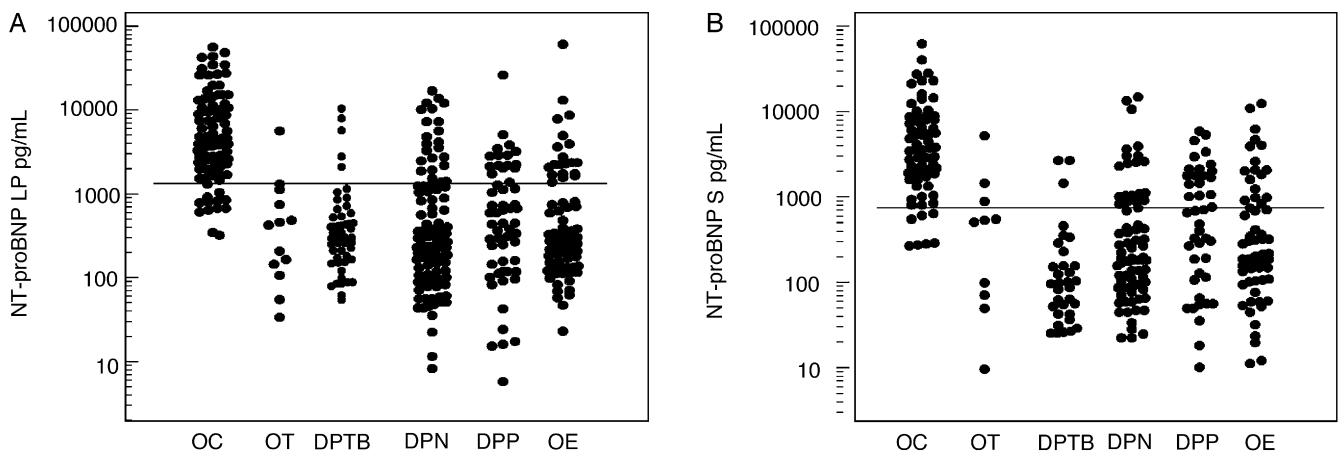 A
100000
10000
1000
100
10
NT-proBNP LP pg/mL
OC OT DPTB DPN DPP OE
B
100000
10000
1000
100
10
NT-proBNP S pg/mL
OC OT DPTB DPN DPP OE